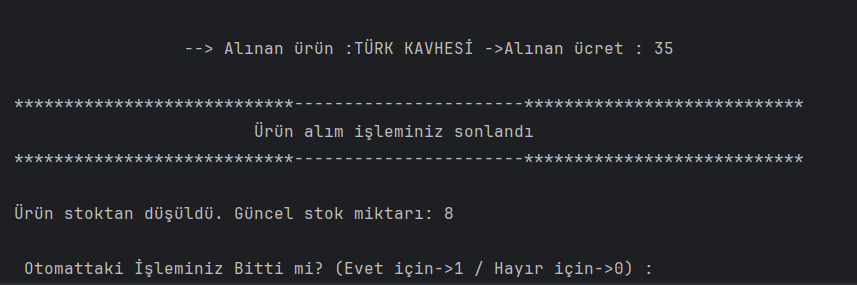 --> Alınan ürün :TÜRK KAVHESİ ->Alınan ücret : 35
****************************-----------------------****************************
Ürün alım işleminiz sonlandı
****************************-----------------------****************************
Ürün stoktan düşüldü. Güncel stok miktarı: 8
Otomattaki İşleminiz Bitti mi? (Evet için->1 / Hayır için->0) :